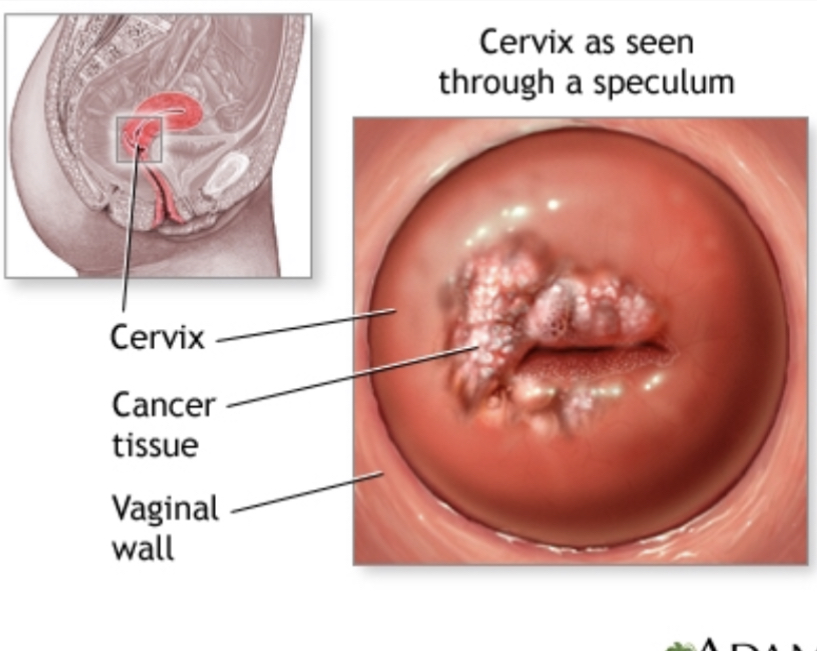 Cervix as seen
through a speculum
Cervix
Cancer
tissue
Vaginal
wall